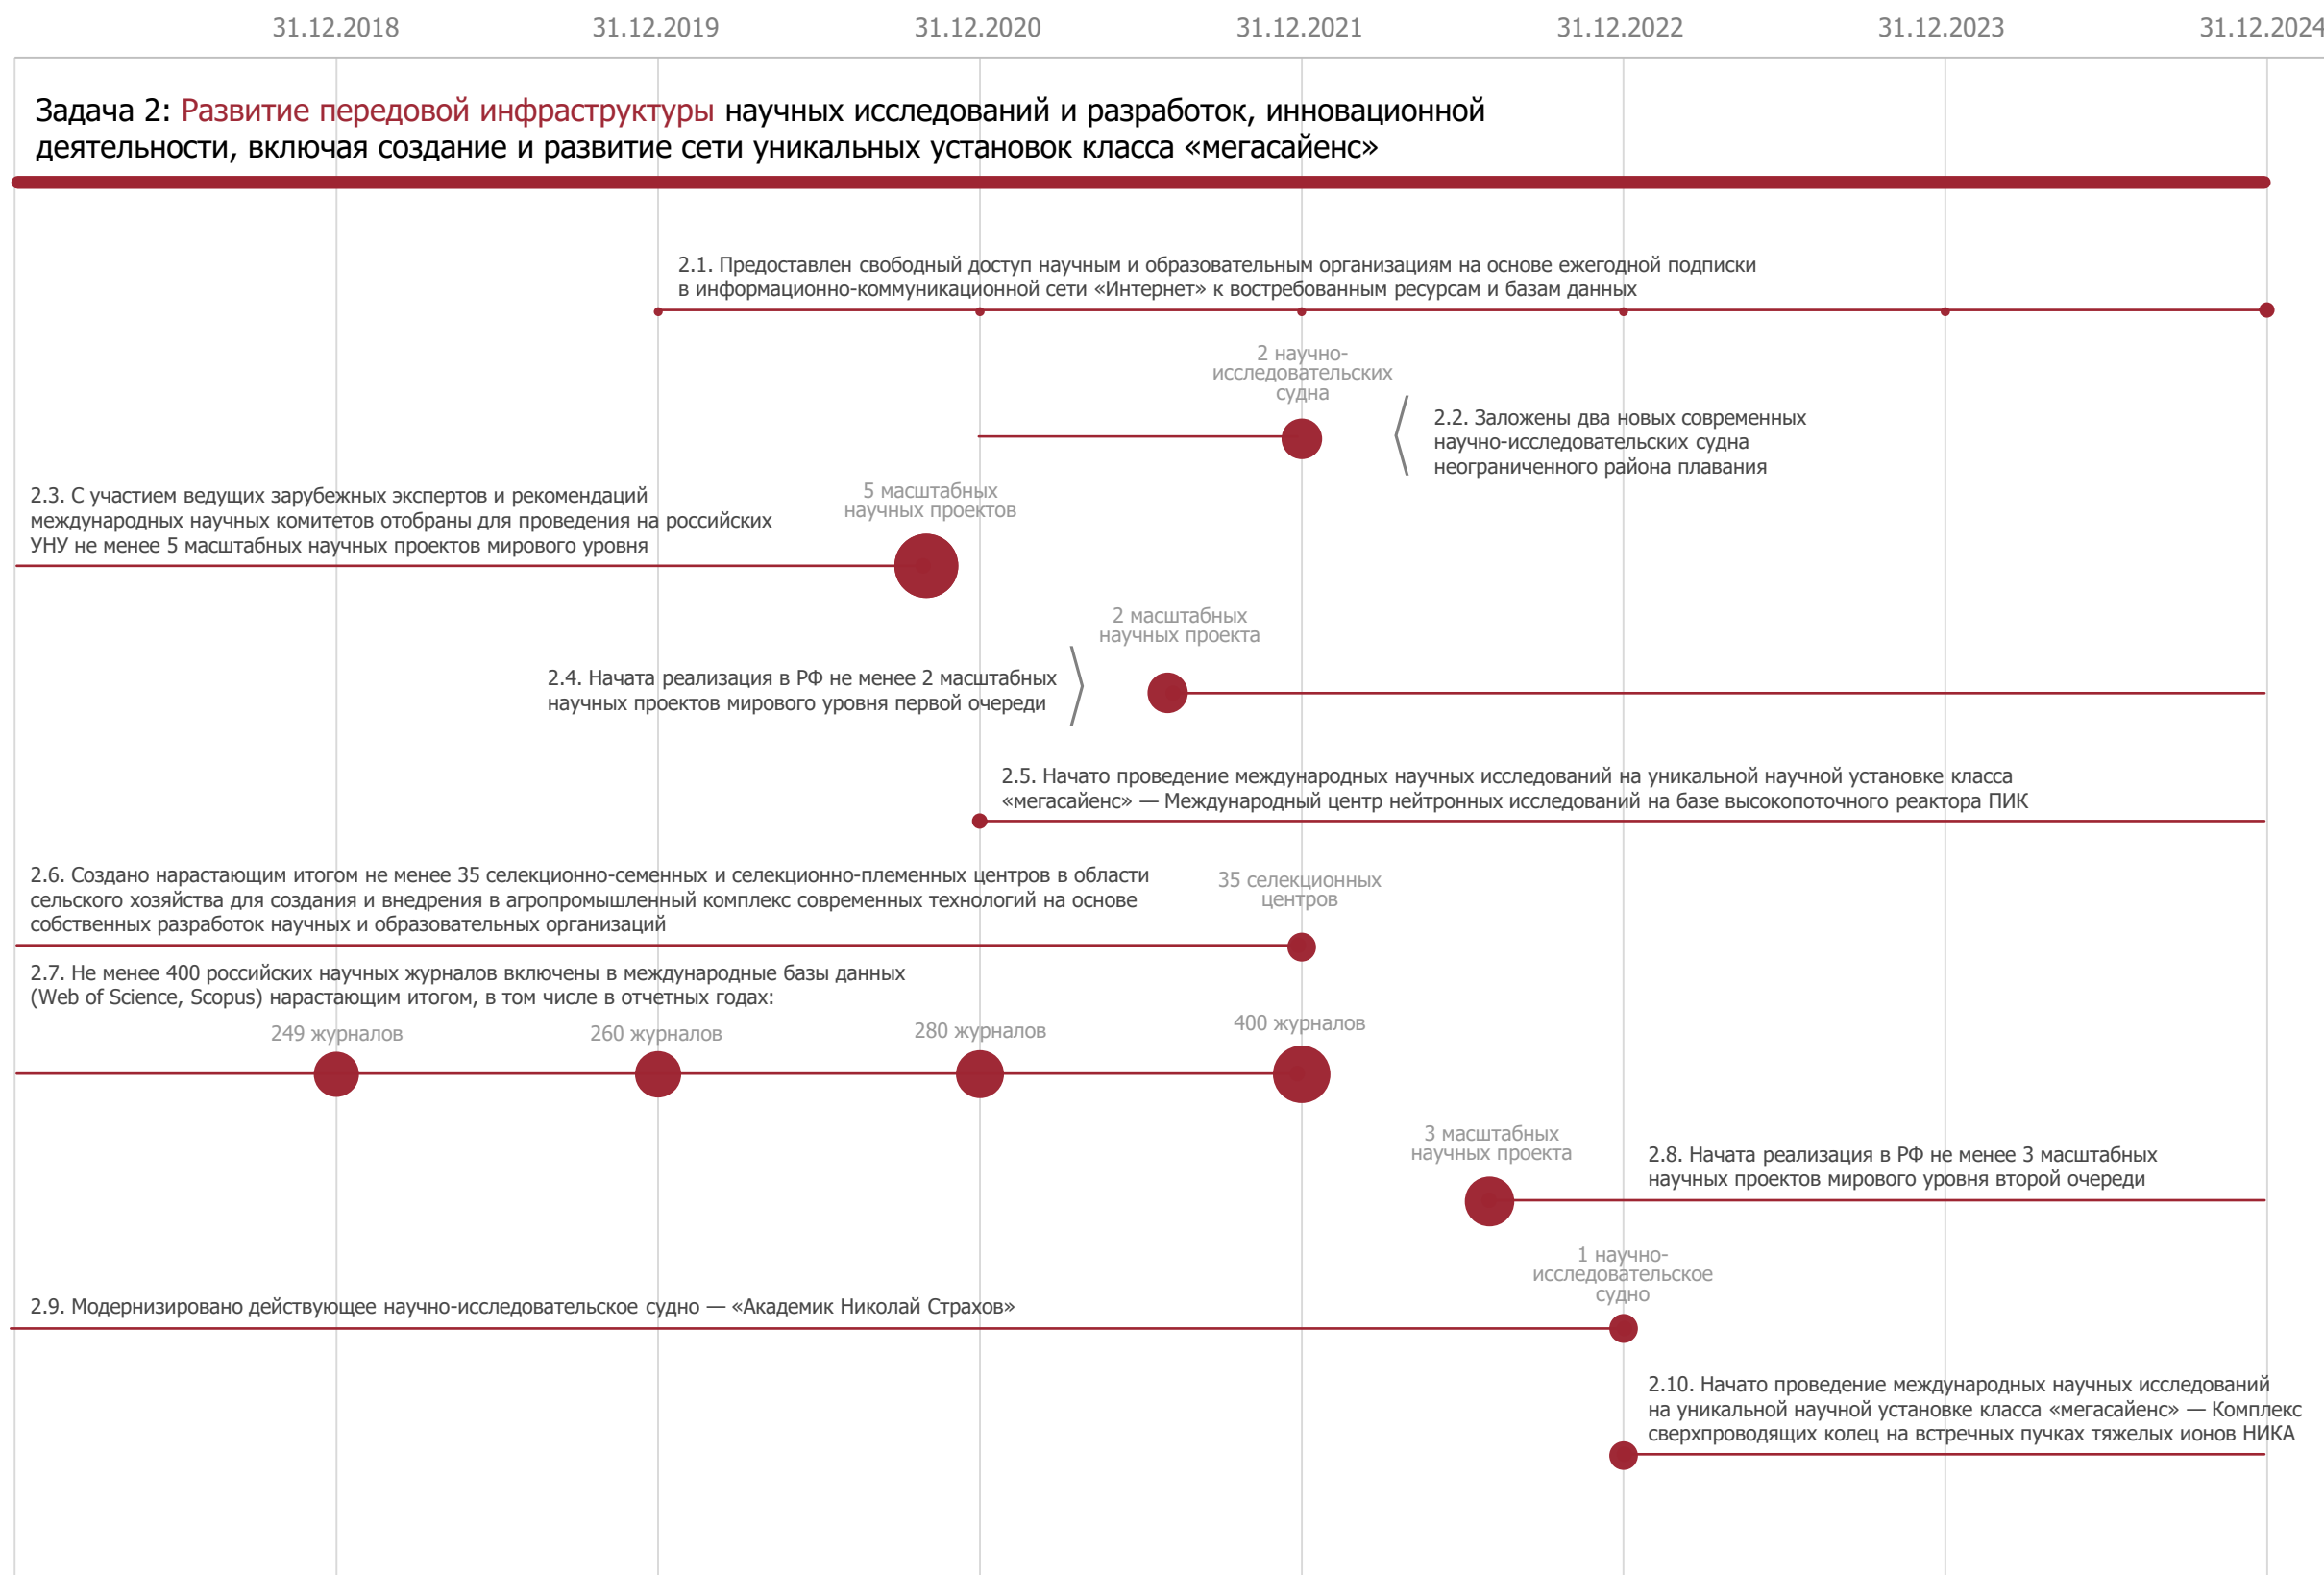 31.12.2018 31.12.2019 31.12.2020 31.12.2021 31.12.2022 31.12.2023 31.12.2024
Задача 2: Развитие передовой инфраструктуры научных исследований и разработок, инновационной
деятельности, включая создание и развитие сети уникальных установок класса «мегасайенс»
2.1. Предоставлен свободный доступ научным и образовательным организациям на основе ежегодной подписки
в информационно-коммуникационной сети «Интернет» к востребованным ресурсам и базам данных
2 научно-
исследовательских
судна
2.2. Заложены два новых современных
научно-исследовательских судна
неограниченного района плавания
2.3. С участием ведущих зарубежных экспертов и рекомендаций
международных научных комитетов отобраны для проведения на российских
УНУ не менее 5 масштабных научных проектов мирового уровня
5 масштабных
научных проектов
2 масштабных
научных проекта
2.4. Начата реализация в РФ не менее 2 масштабных
научных проектов мирового уровня первой очереди
2.5. Начато проведение международных научных исследований на уникальной научной установке класса
«мегасайенс» — Международный центр нейтронных исследований на базе высокопоточного реактора ПИК
2.6. Создано нарастающим итогом не менее 35 селекционно-семенных и селекционно-племенных центров в области
сельского хозяйства для создания и внедрения в агропромышленный комплекс современных технологий на основе
собственных разработок научных и образовательных организаций
35 селекционных
центров
2.7. Не менее 400 российских научных журналов включены в международные базы данных
(Web of Science, Scopus) нарастающим итогом, в том числе в отчетных годах:
249 журналов 260 журналов 280 журналов 400 журналов
3 масштабных
научных проекта
2.8. Начата реализация в РФ не менее 3 масштабных
научных проектов мирового уровня второй очереди
1 научно-
исследовательское
судно
2.9. Модернизировано действующее научно-исследовательское судно — «Академик Николай Страхов»
2.10. Начато проведение международных научных исследований
на уникальной научной установке класса «мегасайенс» — Комплекс
сверхпроводящих колец на встречных пучках тяжелых ионов НИКА